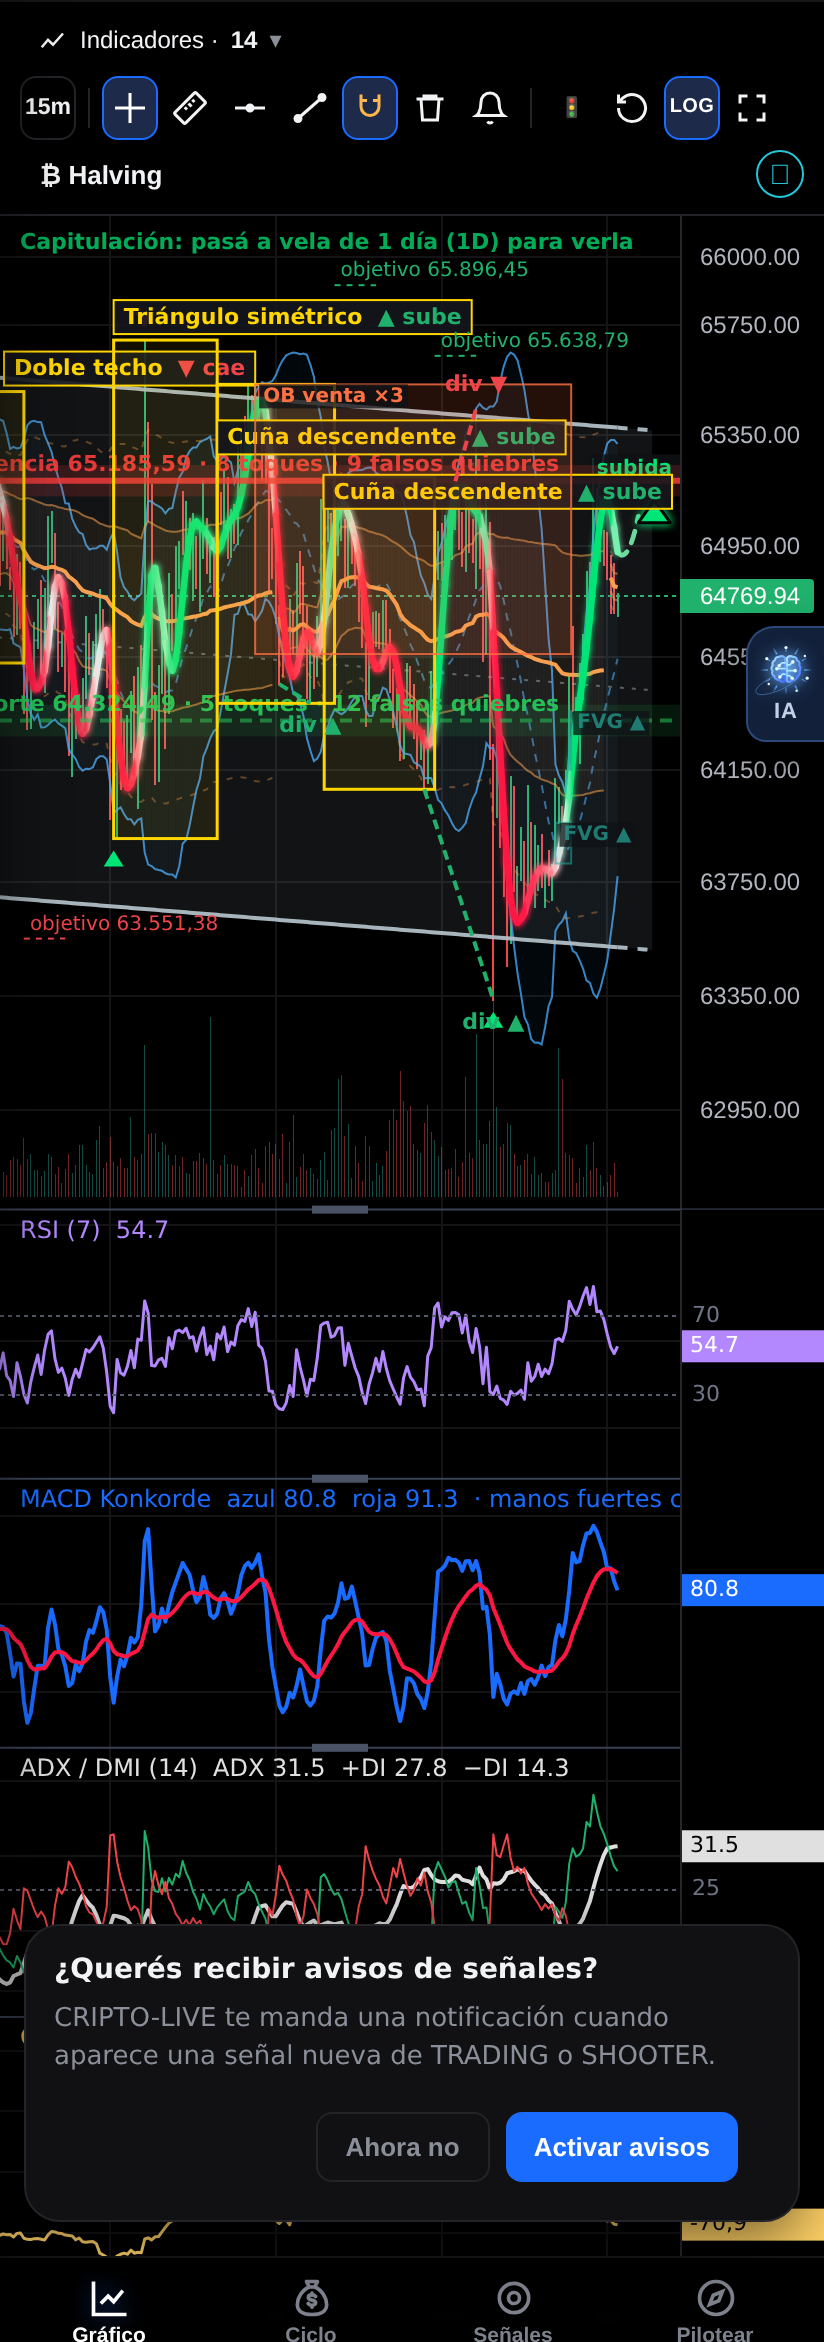 Indicadores · 14 ▾
15m
LOG
₿ Halving
Capitulación: pasá a vela de 1 día (1D) para verla
66000.00
objetivo 65.896,45
Triángulo simétrico ▲ sube
65750.00
objetivo 65.638,79
Doble techo ▼ cae
div ▼
OB venta ×3
Cuña descendente ▲ sube
65350.00
encia 65.185,59 · 8 toques · 9 falsos quiebres
subida
Cuña descendente ▲ sube
64950.00
64769.94
6455
IA
orte 64.324,49 · 5 toques · 12 falsos quiebres
div ▲
FVG ▲
64150.00
FVG ▲
63750.00
objetivo 63.551,38
63350.00
div ▲
62950.00
RSI (7) 54.7
70
54.7
30
MACD Konkorde azul 80.8 roja 91.3 · manos fuertes c
80.8
ADX / DMI (14) ADX 31.5 +DI 27.8 −DI 14.3
31.5
25
¿Querés recibir avisos de señales?
CRIPTO-LIVE te manda una notificación cuando
aparece una señal nueva de TRADING o SHOOTER.
Ahora no
Activar avisos
-70,9
Gráfico
Ciclo
Señales
Pilotear